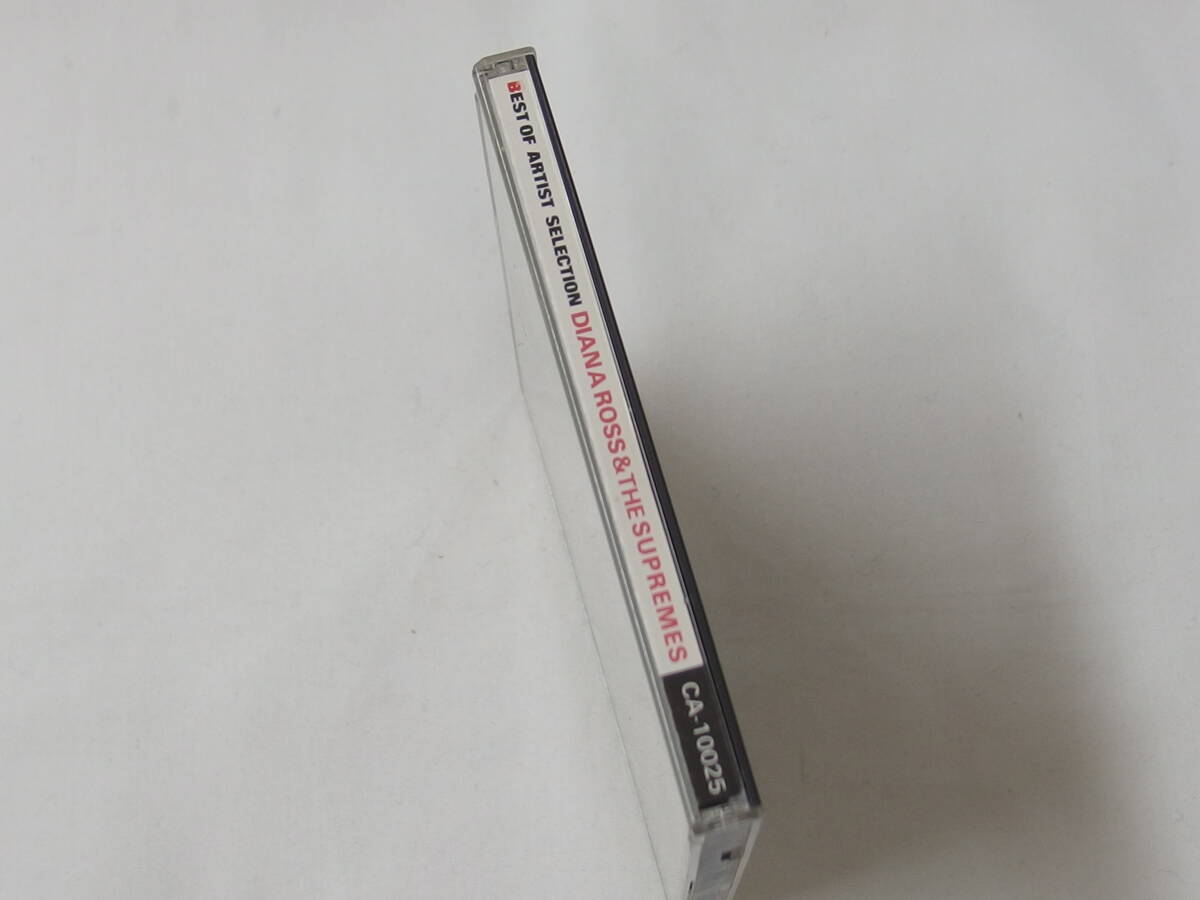 BEST OF ARTIST SELECTION DIANA ROSS & THE SUPREMES CA-10025